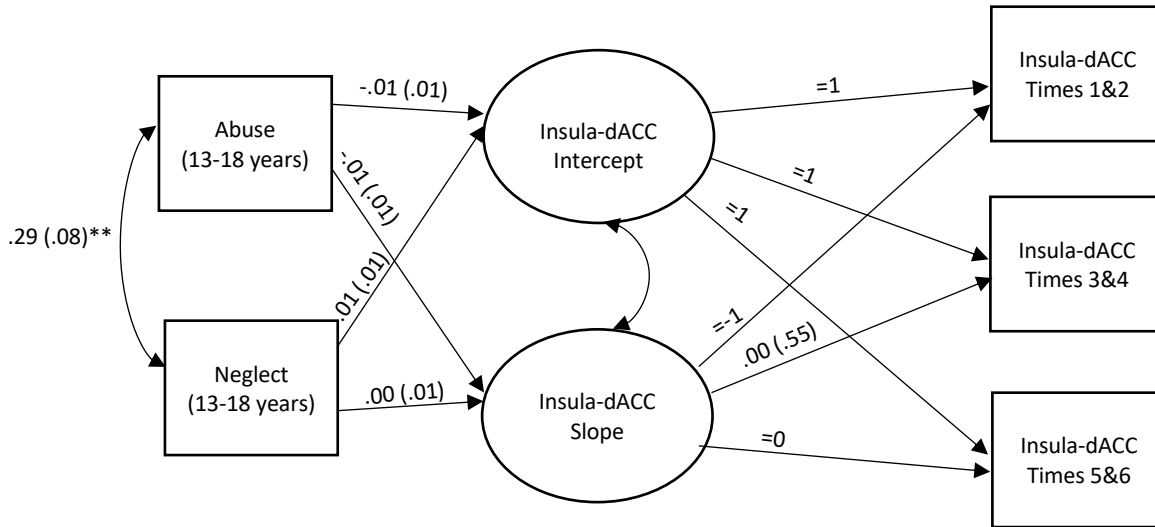 Abuse
(13-18 years)
.29 (.08)**
Neglect
(13-18 years)
-.01 (.01)
-.01 (.01)
.01 (.01)
.00 (.01)
Insula-dACC
Intercept
Insula-dACC
Slope
=1
=1
=1
=-1
.00 (.55)
=0
Insula-dACC
Times 1&2
Insula-dACC
Times 3&4
Insula-dACC
Times 5&6